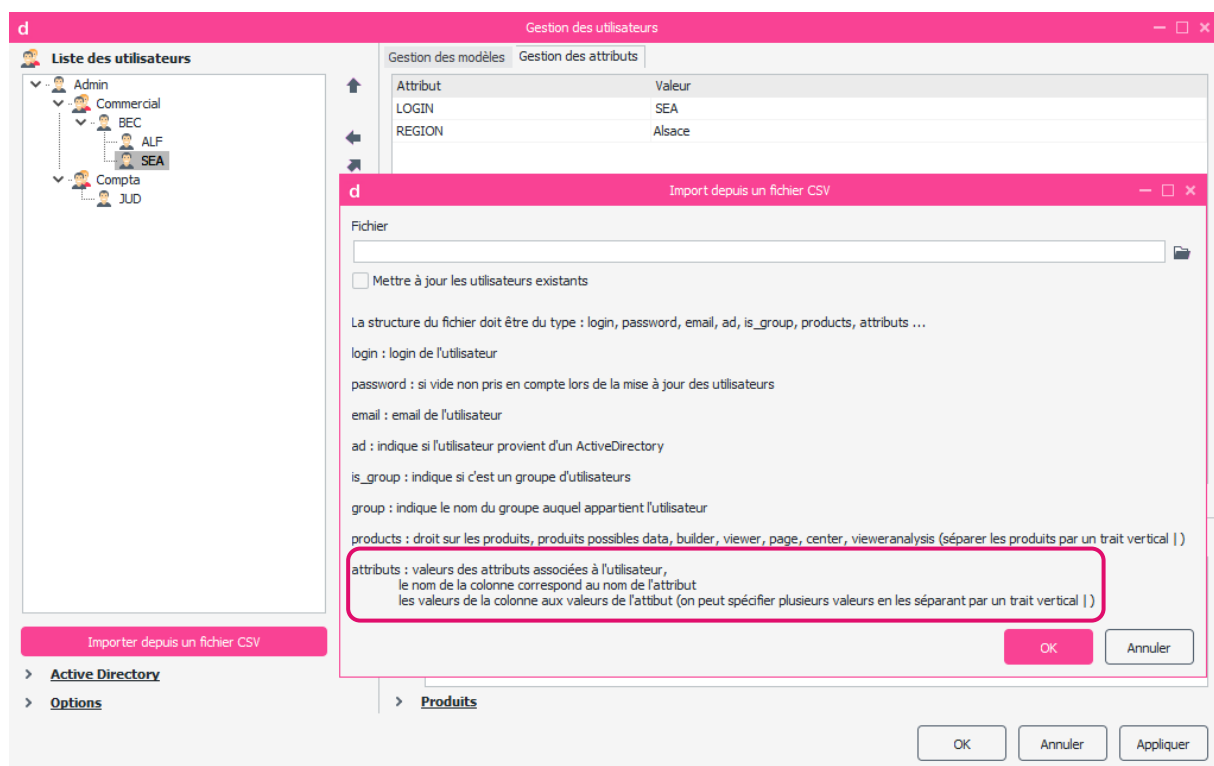 d
Gestion des utilisateurs
Liste des utilisateurs
Gestion des modèles
Gestion des attributs
Admin
Commercial
BEC
ALF
SEA
Compta
JUD
Attribut
Valeur
LOGIN
SEA
REGION
Alsace
d
Import depuis un fichier CSV
Fichier
Mettre à jour les utilisateurs existants
La structure du fichier doit être du type : login, password, email, ad, is_group, products, attributs ...
login : login de l'utilisateur
password : si vide non pris en compte lors de la mise à jour des utilisateurs
email : email de l'utilisateur
ad : indique si l'utilisateur provient d'un ActiveDirectory
is_group : indique si c'est un groupe d'utilisateurs
group : indique le nom du groupe auquel appartient l'utilisateur
products : droit sur les produits, produits possibles data, builder, viewer, page, center, vieweranalysis (séparer les produits par un trait vertical | )
attributs : valeurs des attributs associées à l'utilisateur,
le nom de la colonne correspond au nom de l'attribut
les valeurs de la colonne aux valeurs de l'attibut (on peut spécifier plusieurs valeurs en les séparant par un trait vertical | )
OK
Annuler
Importer depuis un fichier CSV
Active Directory
Options
Produits
OK
Annuler
Appliquer